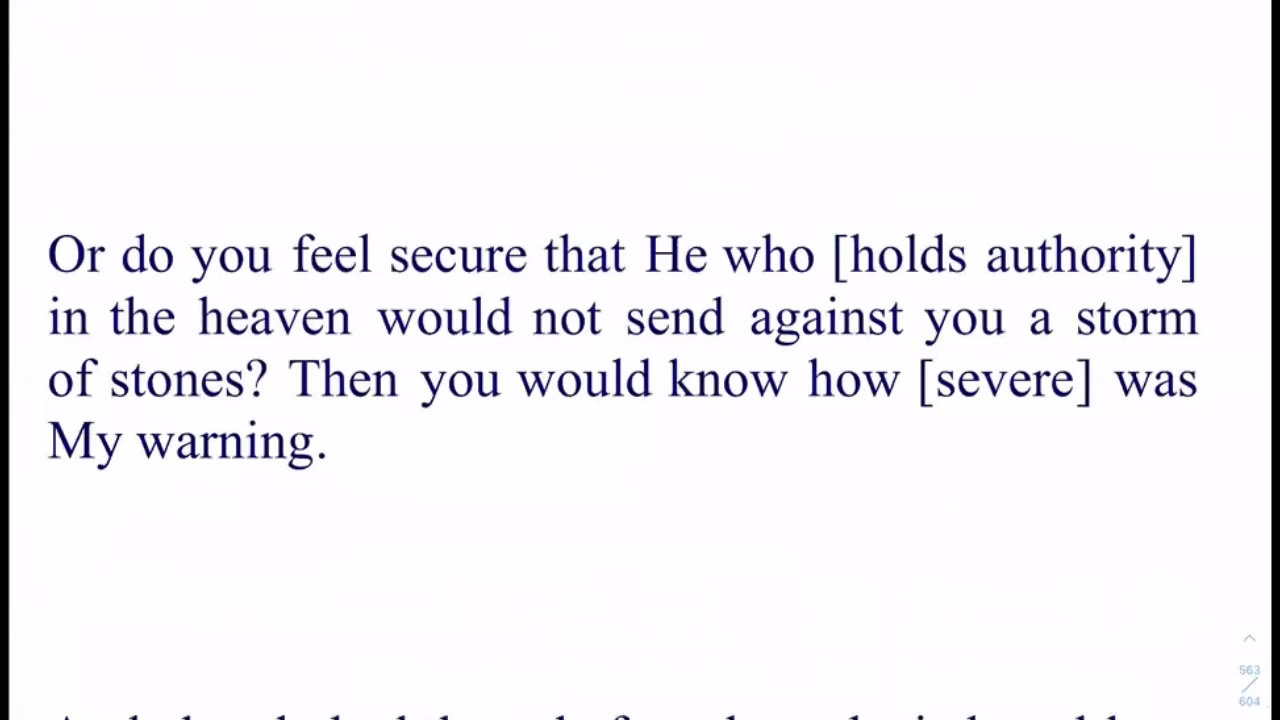 Or do you feel secure that He who [holds authority]
in the heaven would not send against you a storm
of stones? Then you would know how [severe] was
My warning.
563
604